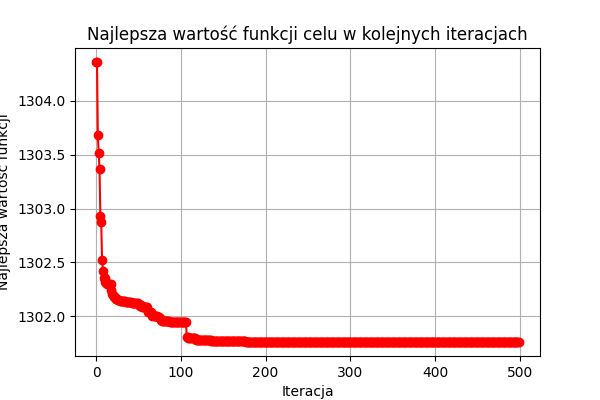 Najlepsza wartość funkcji celu w kolejnych iteracjach
Najlepsza wartość funkcji
1304.0
1303.5
1303.0
1302.5
1302.0
0 100 200 300 400 500
Iteracja